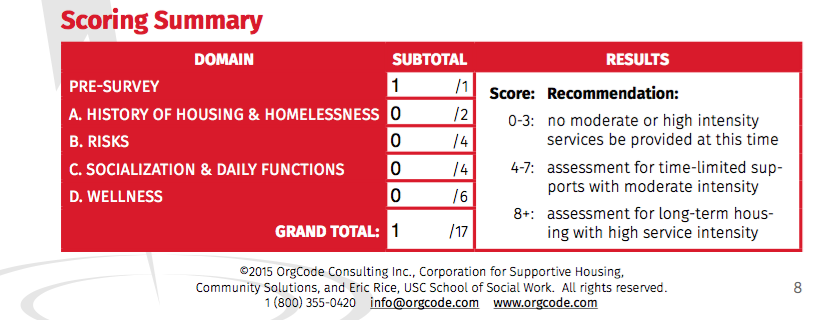 Scoring Summary
DOMAIN SUBTOTAL RESULTS
PRE-SURVEY 1 /1
A. HISTORY OF HOUSING & HOMELESSNESS 0 /2
B. RISKS 0 /4
C. SOCIALIZATION & DAILY FUNCTIONS 0 /4
D. WELLNESS 0 /6
GRAND TOTAL: 1 /17
Score: Recommendation:
0-3: no moderate or high intensity
services be provided at this time
4-7: assessment for time-limited sup-
ports with moderate intensity
8+: assessment for long-term hous-
ing with high service intensity
©2015 OrgCode Consulting Inc., Corporation for Supportive Housing,
Community Solutions, and Eric Rice, USC School of Social Work. All rights reserved.
1 (800) 355-0420 info@orgcode.com www.orgcode.com
8